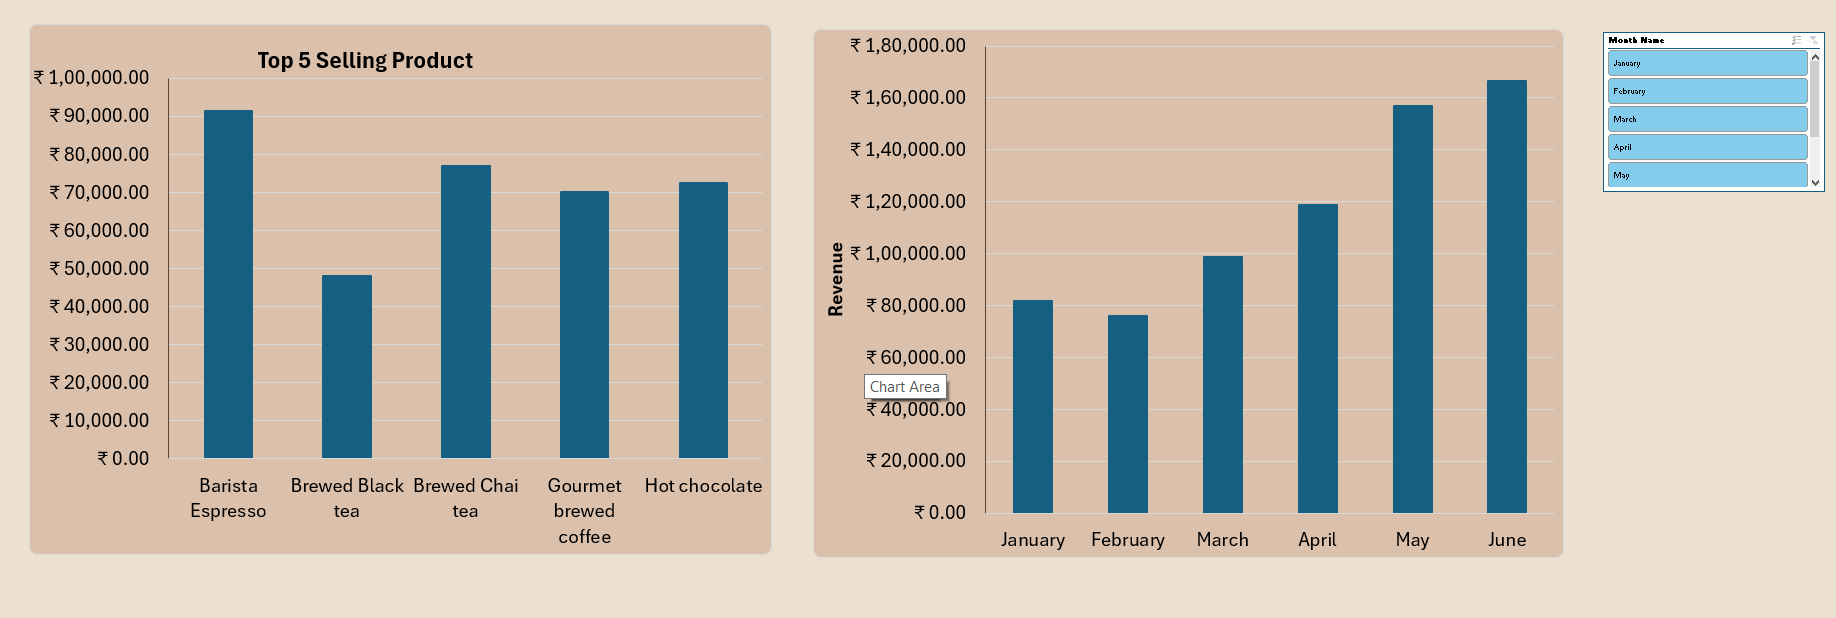 Top 5 Selling Product
₹ 1,00,000.00
₹ 90,000.00
₹ 80,000.00
₹ 70,000.00
₹ 60,000.00
₹ 50,000.00
₹ 40,000.00
₹ 30,000.00
₹ 20,000.00
₹ 10,000.00
₹ 0.00
Barista
Espresso
Brewed Black
tea
Brewed Chai
tea
Gourmet
brewed
coffee
Hot chocolate
₹ 1,80,000.00
₹ 1,60,000.00
₹ 1,40,000.00
₹ 1,20,000.00
₹ 1,00,000.00
₹ 80,000.00
₹ 60,000.00
₹ 40,000.00
₹ 20,000.00
₹ 0.00
Revenue
Chart Area
January
February
March
April
May
June
Month Name
January
February
March
April
May